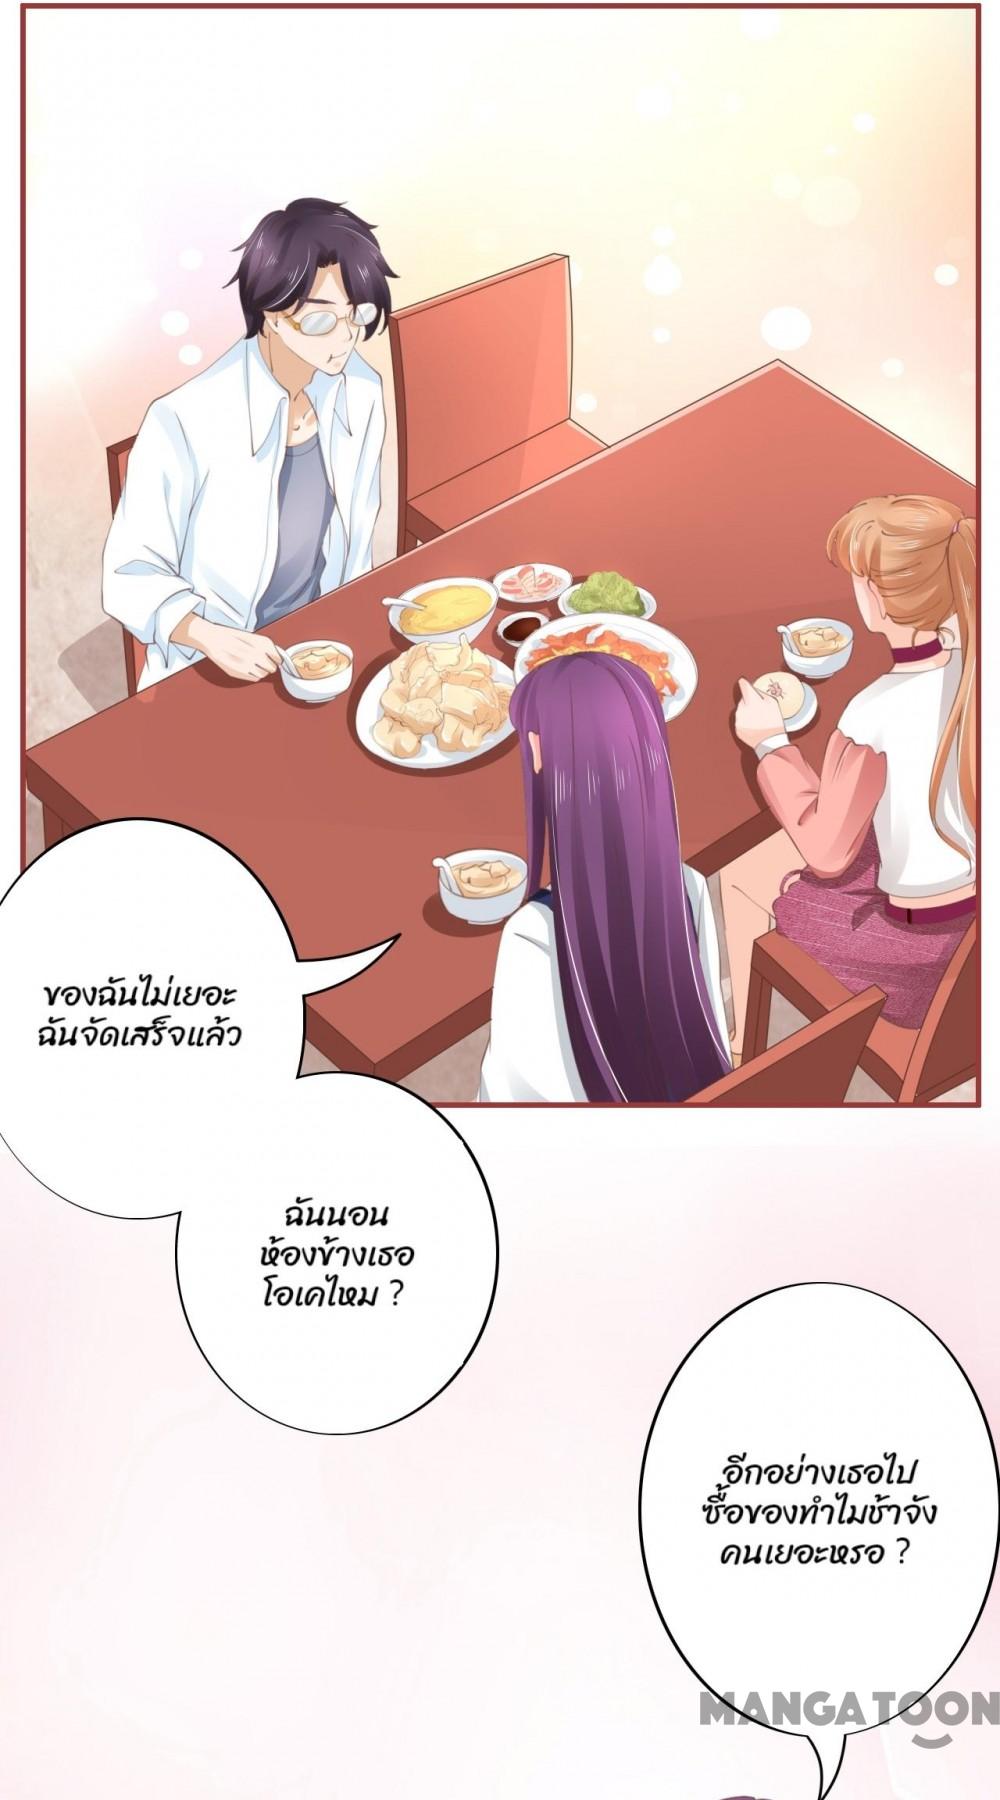 ของฉันไม่เยอะ
ฉันจัดเสร็จแล้ว
ฉันนอน
ห้องข้างเธอ
โอเคไหม ?
อีกอย่างเธอไป
ซื้อของทำไมช้าจัง
คนเยอะหรอ ?
MANGATOON